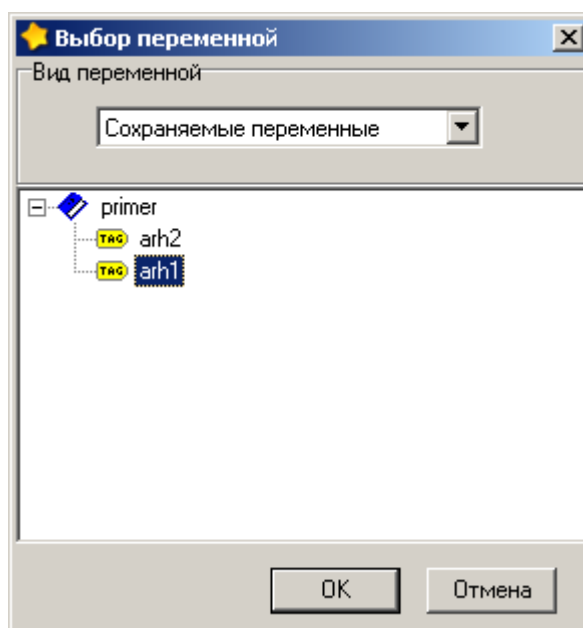 Выбор переменной
Вид переменной
Сохраняемые переменные
primer
TAG arh2
TAG arh1
OK Отмена